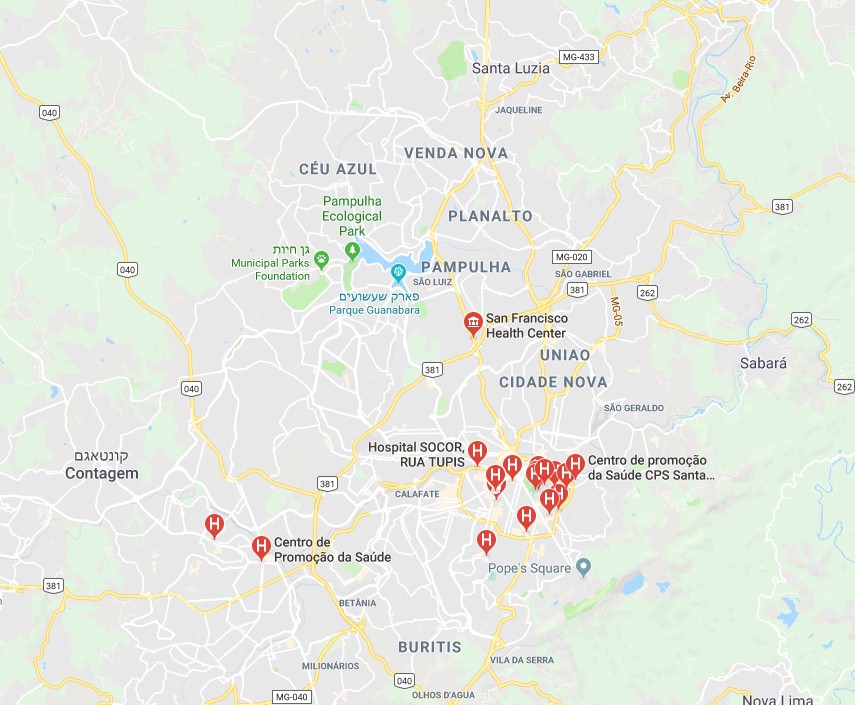 MG-433
Santa Luzia
Av. Beira-Rio
040
JAQUELINE
VENDA NOVA
CÉU AZUL
Pampulha
Ecological
Park
381
PLANALTO
גן חיות
Municipal Parks
Foundation
MG-020
040
PAMPULHA
SÃO GABRIEL
SÃO LUIZ
381
262
פארק שעשועים
Parque Guanabara
MG-05
San Francisco
Health Center
262
UNIAO
Sabará
381
CIDADE NOVA
040
262
SÃO GERALDO
Hospital SOCOR,
RUA TUPIS
H
קונטאגם
Contagem
Centro de promoção
da Saúde CPS Santa...
H
H
H
H
H
H
381
CALAFATE
H
H
H
H
H
H
Centro de
Promoção da Saúde
H
Pope's Square
381
BETÂNIA
BURITIS
MILIONÁRIOS
VILA DA SERRA
040
MG-040
OLHOS D'AGUA
Nova Lima